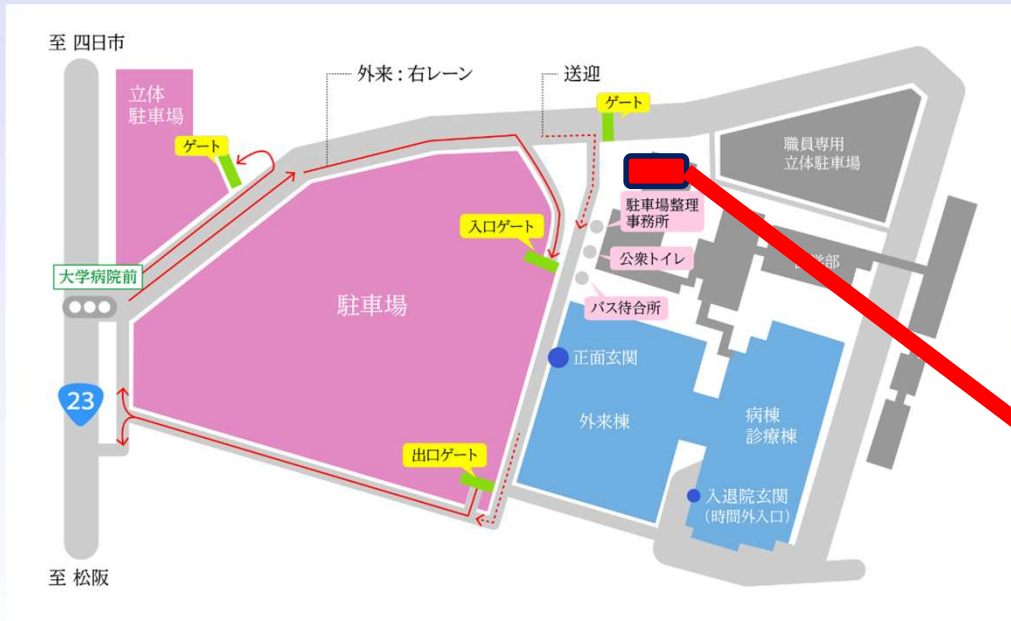 至 四日市
外来：右レーン
送迎
立体
駐車場
ゲート
ゲート
職員専用
立体駐車場
駐車場整理
事務所
入口ゲート
公衆トイレ
大学病院前
駐車場
バス待合所
正面玄関
23
外来棟
病棟
診療棟
出口ゲート
入退院玄関
（時間外入口）
至 松阪